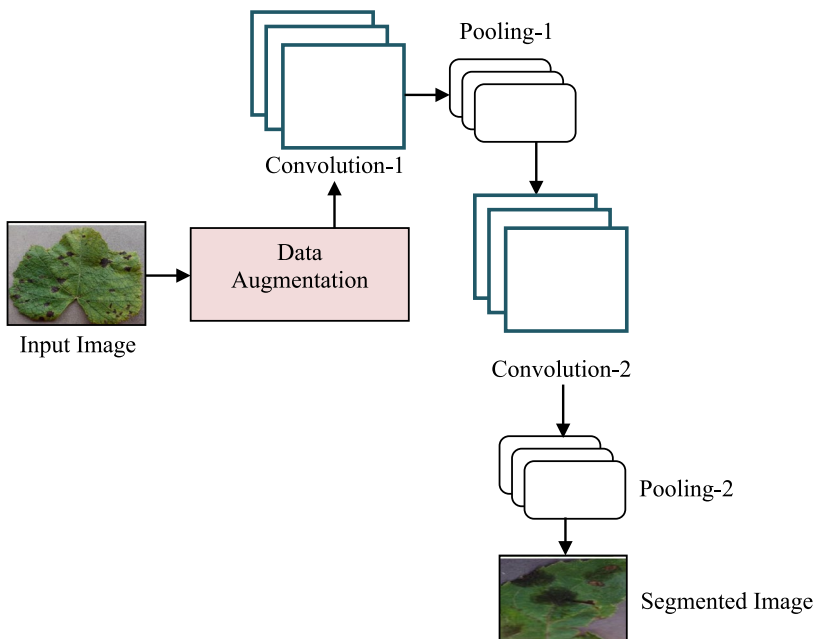 Pooling-1
Convolution-1
Data
Augmentation
Input Image
Convolution-2
Pooling-2
Segmented Image